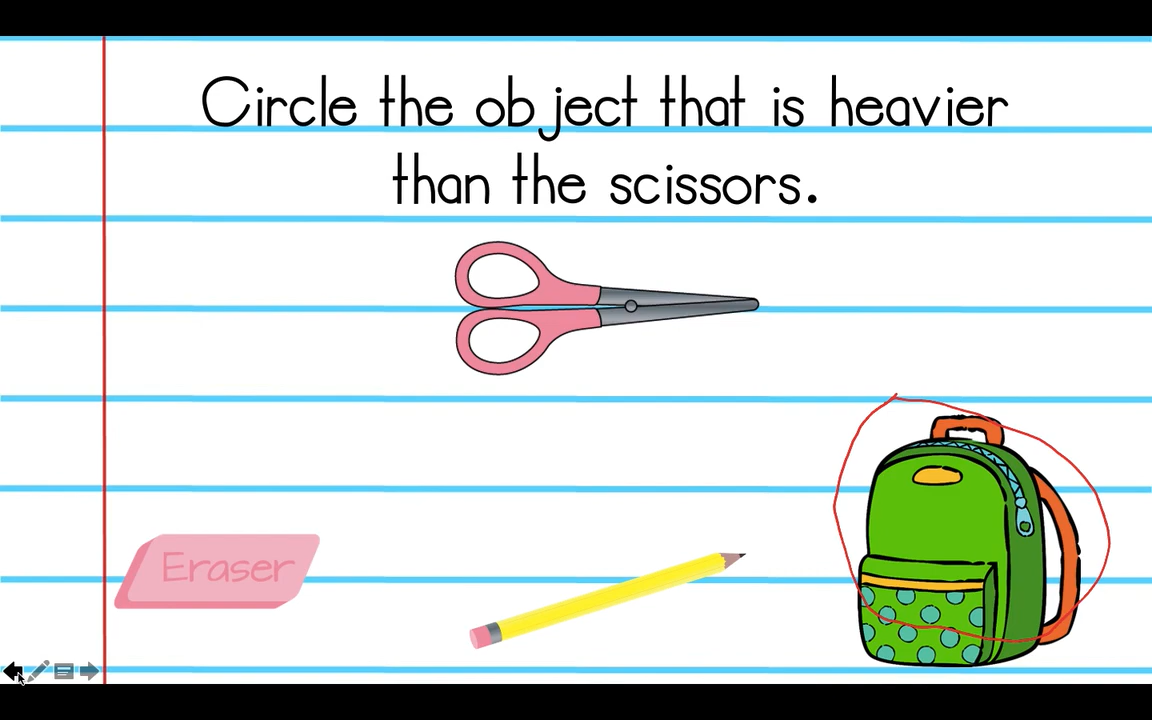 Circle the object that is heavier
than the scissors.
Eraser